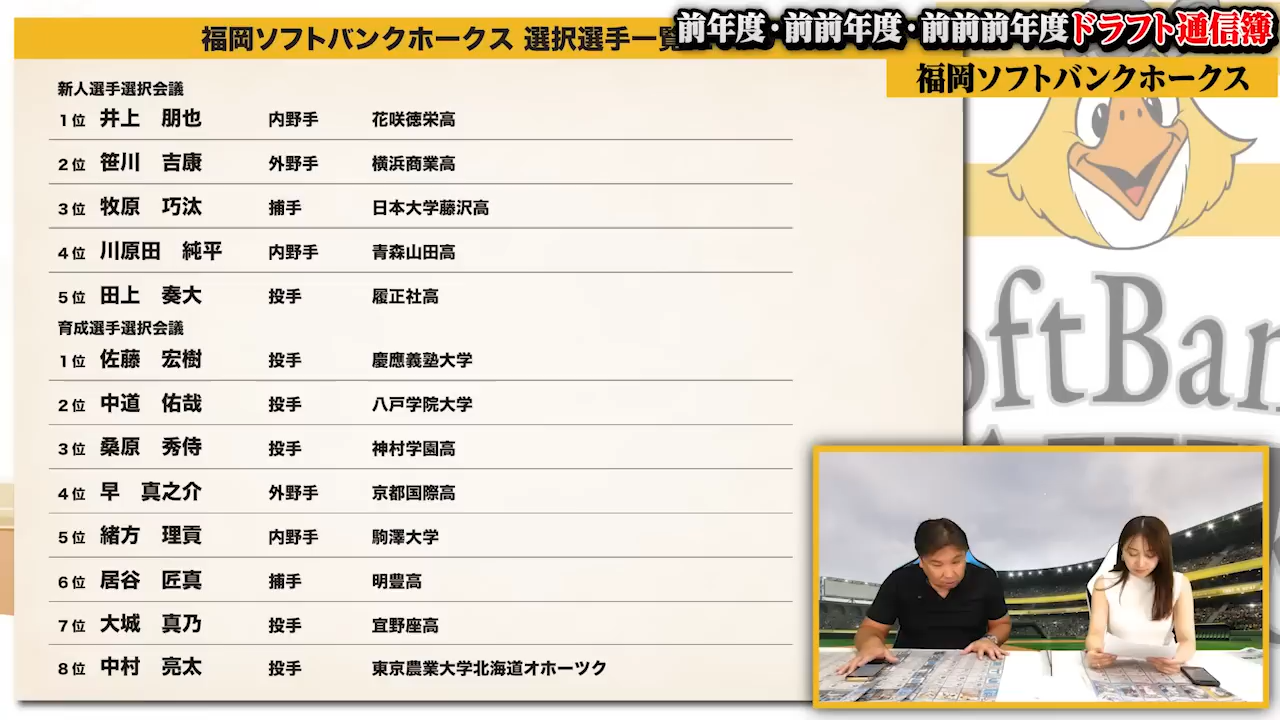 福岡ソフトバンクホークス 選択選手一覧
前年度・前前年度・前前前年度ドラフト通信簿
福岡ソフトバンクホークス
新人選手選択会議
1位 井上 朋也 内野手 花咲徳栄高
2位 笹川 吉康 外野手 横浜商業高
3位 牧原 巧汰 捕手 日本大学藤沢高
4位 川原田 純平 内野手 青森山田高
5位 田上 奏大 投手 履正社高
育成選手選択会議
1位 佐藤 宏樹 投手 慶應義塾大学
2位 中道 佑哉 投手 八戸学院大学
3位 桑原 秀侍 投手 神村学園高
4位 早 真之介 外野手 京都国際高
5位 緒方 理貢 内野手 駒澤大学
6位 居谷 匠真 捕手 明豊高
7位 大城 真乃 投手 宜野座高
8位 中村 亮太 投手 東京農業大学北海道オホーツク
oftBan